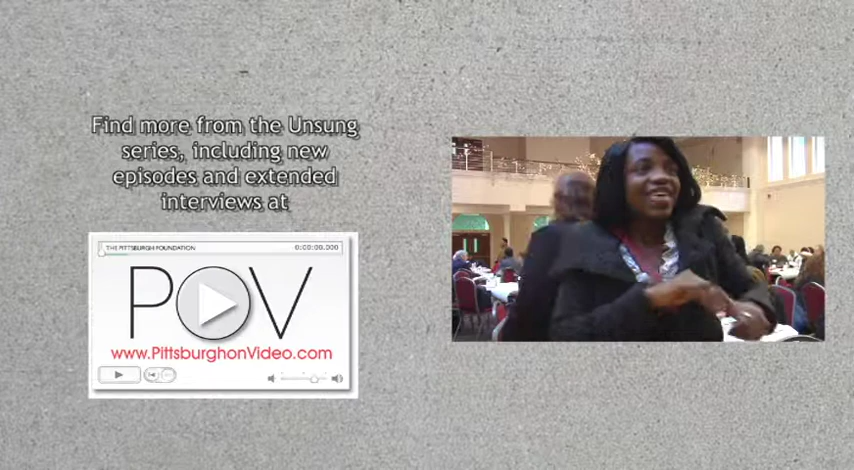 Find more from the Unsung
series, including new
episodes and extended
interviews at
THE PITTSBURGH FOUNDATION 0:00:00.000
POV
www.PittsburghonVideo.com